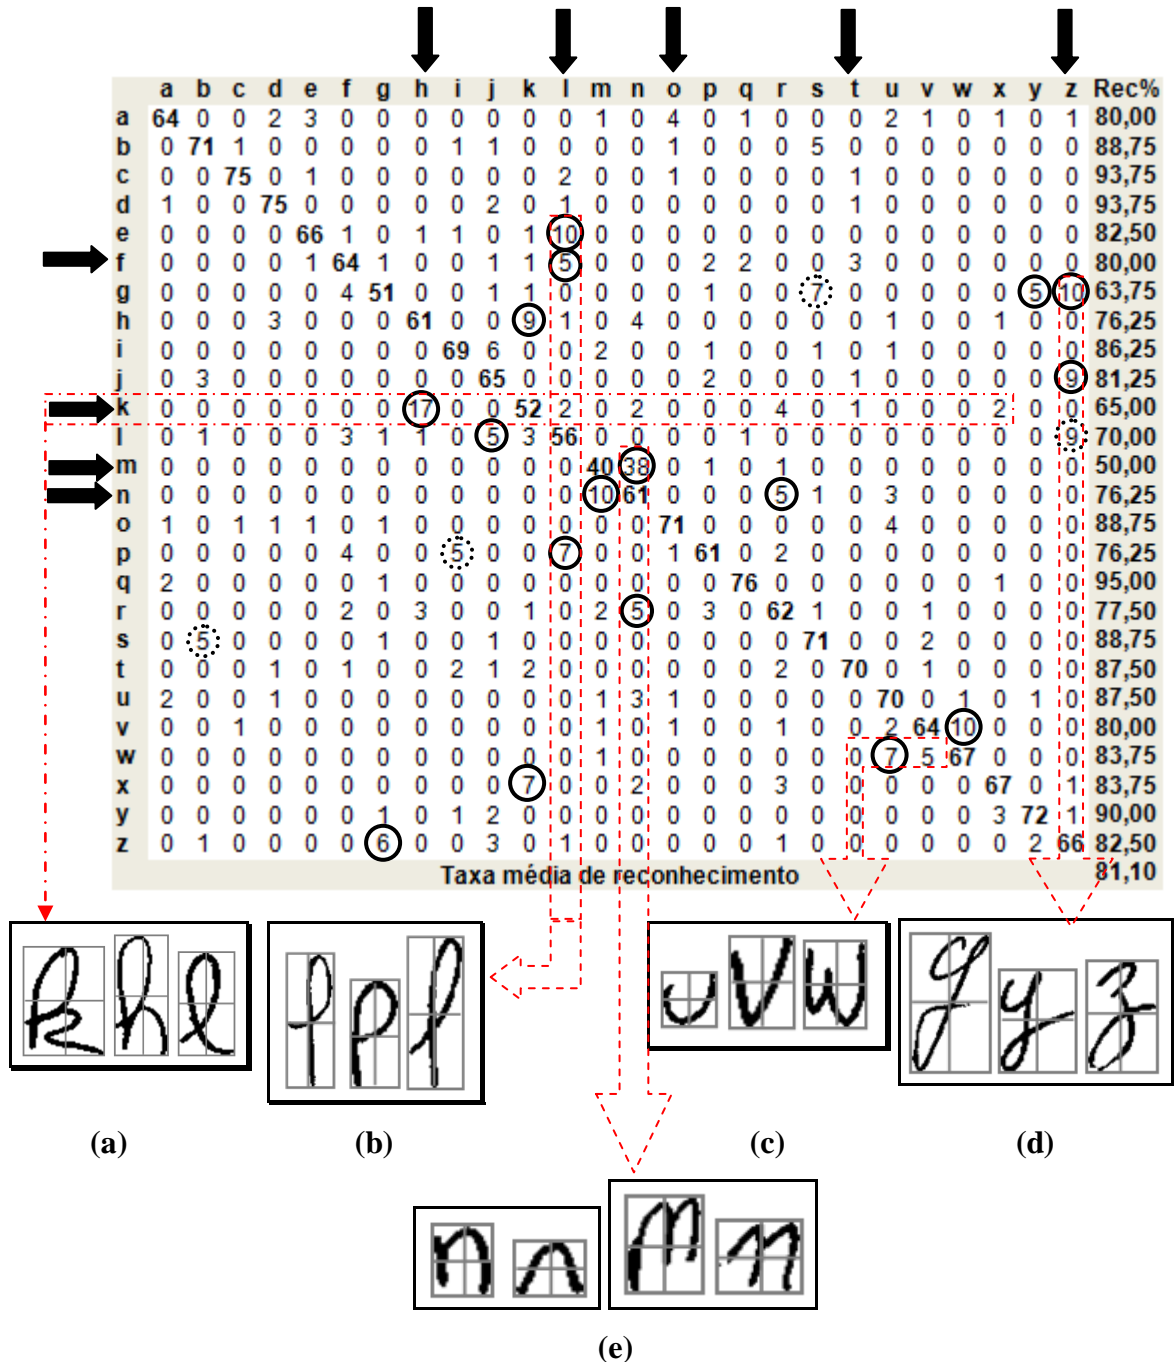 a b c d e f g h i j k l m n o p q r s t u v w x y z Rec%
a 64 0 0 2 3 0 0 0 0 0 0 0 1 0 4 0 1 0 0 0 2 1 0 1 0 1 80,00
b 0 71 1 0 0 0 0 0 1 1 0 0 0 0 1 0 0 0 5 0 0 0 0 0 0 0 88,75
c 0 0 75 0 1 0 0 0 0 0 0 2 0 0 1 0 0 0 0 1 0 0 0 0 0 0 93,75
d 1 0 0 75 0 0 0 0 0 2 0 1 0 0 0 0 0 0 0 1 0 0 0 0 0 0 93,75
e 0 0 0 0 66 1 0 1 1 0 1 10 0 0 0 0 0 0 0 0 0 0 0 0 0 0 82,50
f 0 0 0 0 1 64 1 0 0 1 1 5 0 0 0 2 2 0 0 3 0 0 0 0 0 0 80,00
g 0 0 0 0 0 4 51 0 0 1 1 0 0 0 0 1 0 0 7 0 0 0 0 0 5 10 63,75
h 0 0 0 3 0 0 0 61 0 0 9 1 0 4 0 0 0 0 0 0 1 0 0 1 0 0 76,25
i 0 0 0 0 0 0 0 0 69 6 0 0 2 0 0 1 0 0 1 0 1 0 0 0 0 0 86,25
j 0 3 0 0 0 0 0 0 0 65 0 0 0 0 0 2 0 0 0 1 0 0 0 0 0 9 81,25
k 0 0 0 0 0 0 0 17 0 0 52 2 0 2 0 0 0 4 0 1 0 0 0 2 0 0 65,00
l 0 1 0 0 0 3 1 1 0 5 3 56 0 0 0 0 1 0 0 0 0 0 0 0 0 9 70,00
m 0 0 0 0 0 0 0 0 0 0 0 0 40 38 0 1 0 1 0 0 0 0 0 0 0 0 50,00
n 0 0 0 0 0 0 0 0 0 0 0 0 10 61 0 0 0 5 1 0 3 0 0 0 0 0 76,25
o 1 0 1 1 1 0 1 0 0 0 0 0 0 0 71 0 0 0 0 0 4 0 0 0 0 0 88,75
p 0 0 0 0 0 4 0 0 5 0 0 7 0 0 1 61 0 2 0 0 0 0 0 0 0 0 76,25
q 2 0 0 0 0 0 1 0 0 0 0 0 0 0 0 0 76 0 0 0 0 0 0 1 0 0 95,00
r 0 0 0 0 0 2 0 3 0 0 1 0 2 5 0 3 0 62 1 0 0 1 0 0 0 0 77,50
s 0 5 0 0 0 0 1 0 0 1 0 0 0 0 0 0 0 0 71 0 0 2 0 0 0 0 88,75
t 0 0 0 1 0 1 0 0 2 1 2 0 0 0 0 0 0 2 0 70 0 1 0 0 0 0 87,50
u 2 0 0 1 0 0 0 0 0 0 0 0 1 3 1 0 0 0 0 0 70 0 1 0 1 0 87,50
v 0 0 1 0 0 0 0 0 0 0 0 0 1 0 1 0 0 1 0 0 2 64 10 0 0 0 80,00
w 0 0 0 0 0 0 0 0 0 0 0 0 1 0 0 0 0 0 0 0 7 5 67 0 0 0 83,75
x 0 0 0 0 0 0 0 0 0 0 7 0 0 2 0 0 0 3 0 0 0 0 0 67 0 1 83,75
y 0 0 0 0 0 0 1 0 1 2 0 0 0 0 0 0 0 0 0 0 0 0 0 3 72 1 90,00
z 0 1 0 0 0 0 6 0 0 3 0 1 0 0 0 0 0 1 0 0 0 0 0 0 2 66 82,50
Taxa média de reconhecimento 81,10
(a) (b) (c) (d)
(e)